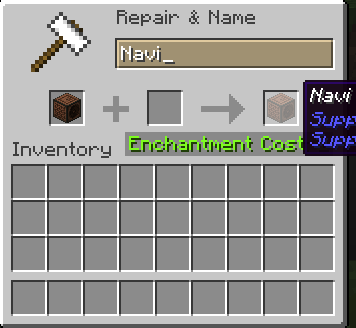 Repair & Name
Navi_
Navi
Supp
Supp
Enchantment Cost
Inventory